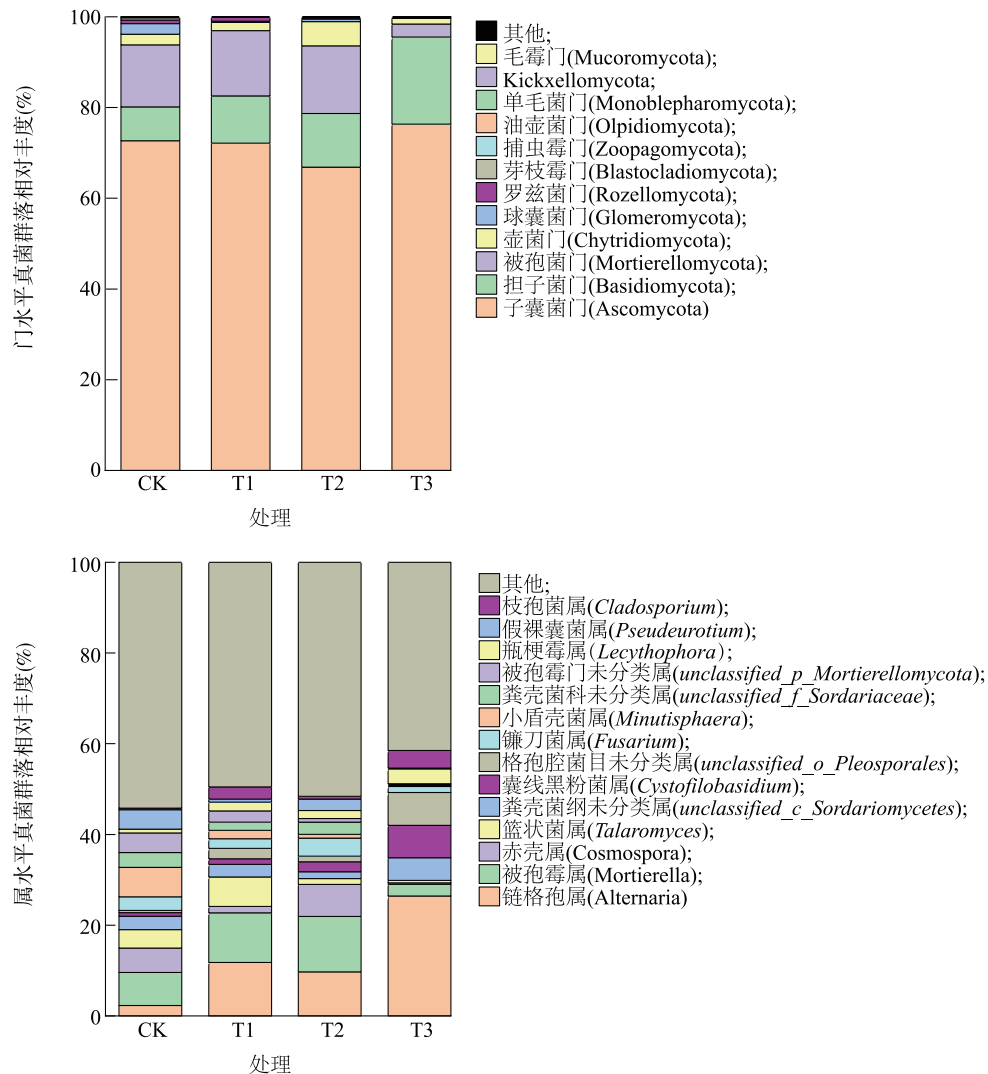 门水平真菌群落相对丰度(%)
100
80
60
40
20
0
CK
T1
T2
T3
处理
其他;
毛霉门(Mucoromycota);
Kickxellomycota;
单毛菌门(Monoblepharomycota);
油壶菌门(Olpidiomycota);
捕虫霉门(Zoopagomycota);
芽枝霉门(Blastocladiomycota);
罗兹菌门(Rozellomycota);
球囊菌门(Glomeromycota);
壶菌门(Chytridiomycota);
被孢菌门(Mortierellomycota);
担子菌门(Basidiomycota);
子囊菌门(Ascomycota)
属水平真菌群落相对丰度(%)
100
80
60
40
20
0
CK
T1
T2
T3
处理
其他;
枝孢菌属(Cladosporium);
假裸囊菌属(Pseudeurotium);
瓶梗霉属(Lecythophora);
被孢霉门未分类属(unclassified_p_Mortierellomycota);
粪壳菌科未分类属(unclassified_f_Sordariaceae);
小盾壳菌属(Minutisphaera);
镰刀菌属(Fusarium);
格孢腔菌目未分类属(unclassified_o_Pleosporales);
囊线黑粉菌属(Cystofilobasidium);
粪壳菌纲未分类属(unclassified_c_Sordariomycetes);
篮状菌属(Talaromyces);
赤壳属(Cosmospora);
被孢霉属(Mortierella);
链格孢属(Alternaria)